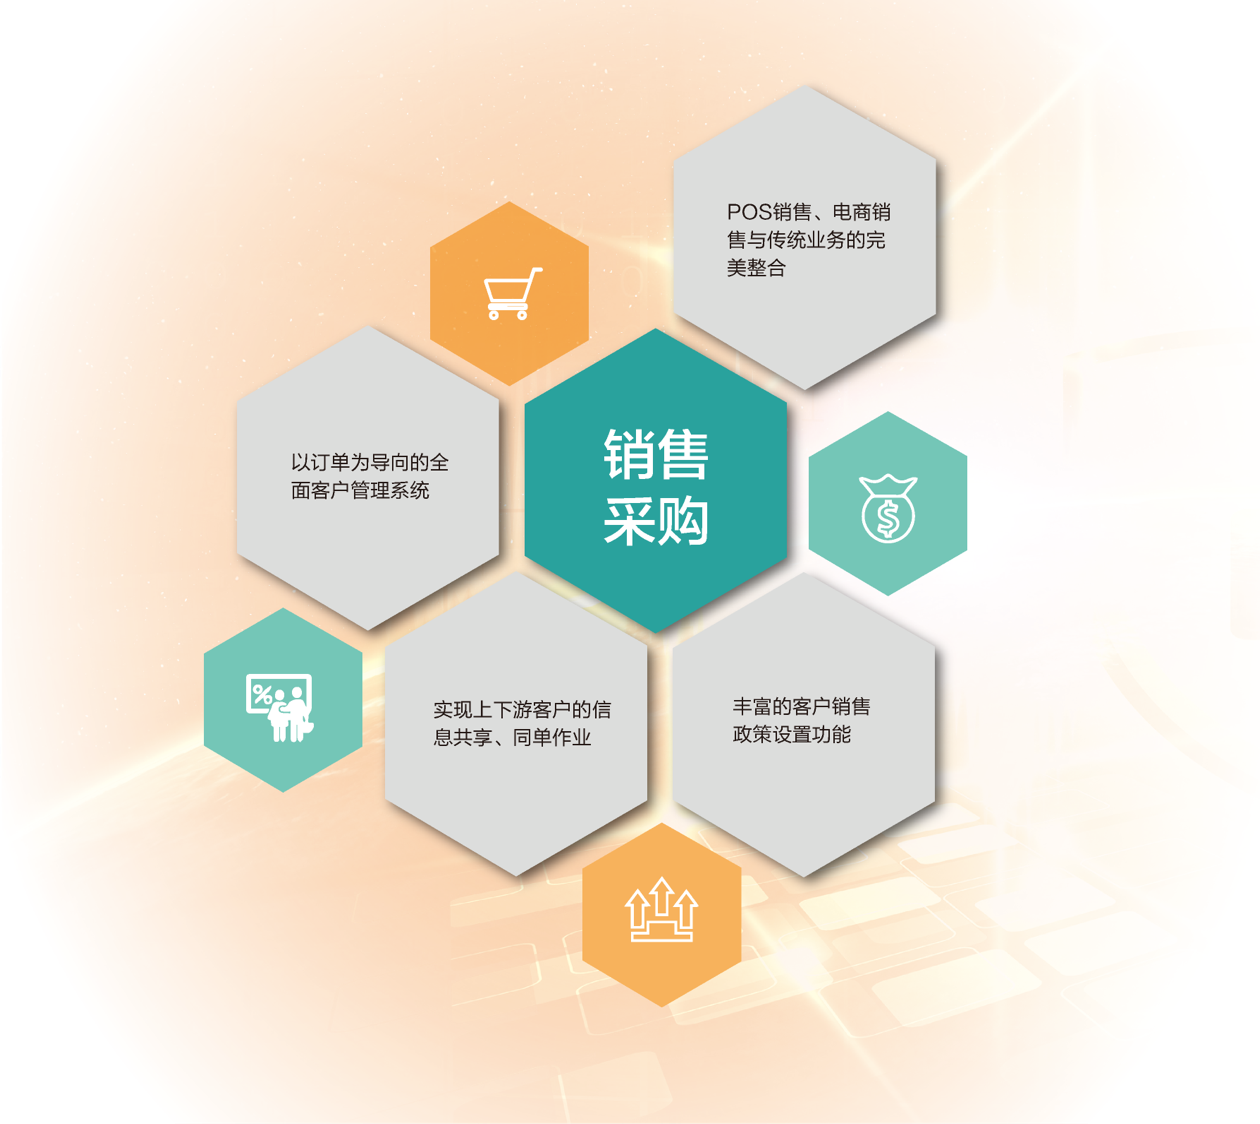 POS销售、电商销
售与传统业务的完
美整合
销售
采购
以订单为导向的全
面客户管理系统
实现上下游客户的信
息共享、同单作业
丰富的客户销售
政策设置功能